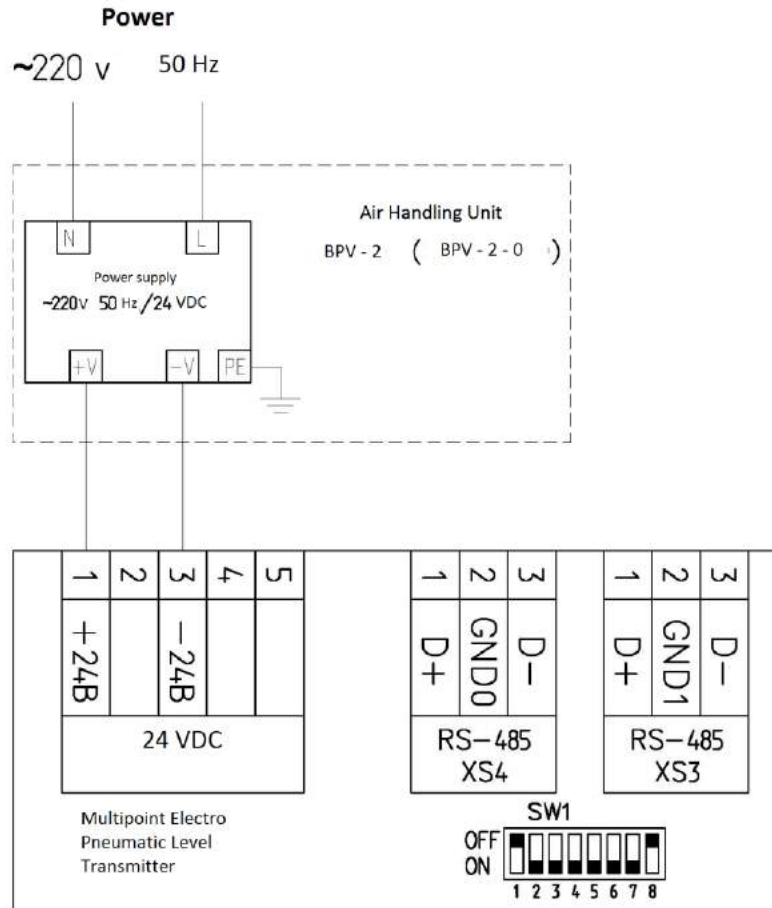 Power
~220 v 50 Hz
N L
Air Handling Unit
BPV - 2 ( BPV - 2 - 0 )
Power supply
~220v 50 Hz/24 VDC
+V -V PE
1 2 3 4 5
+24B -24B
24 VDC
1 2 3
D+ GND0 D-
RS-485
XS4
1 2 3
D+ GND1 D-
RS-485
XS3
Multipoint Electro
Pneumatic Level
Transmitter
SW1
OFF
ON
1 2 3 4 5 6 7 8